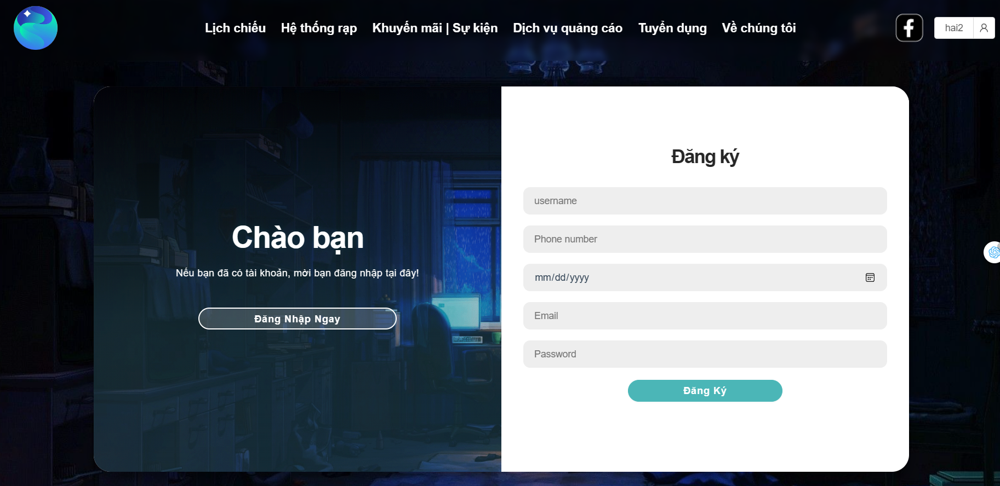 Lịch chiếu Hệ thống rạp Khuyến mãi | Sự kiện Dịch vụ quảng cáo Tuyển dụng Về chúng tôi hai2
Chào bạn
Nếu bạn đã có tài khoản, mời bạn đăng nhập tại đây!
Đăng Nhập Ngay
Đăng ký
username
Phone number
mm/dd/yyyy
Email
Password
Đăng Ký